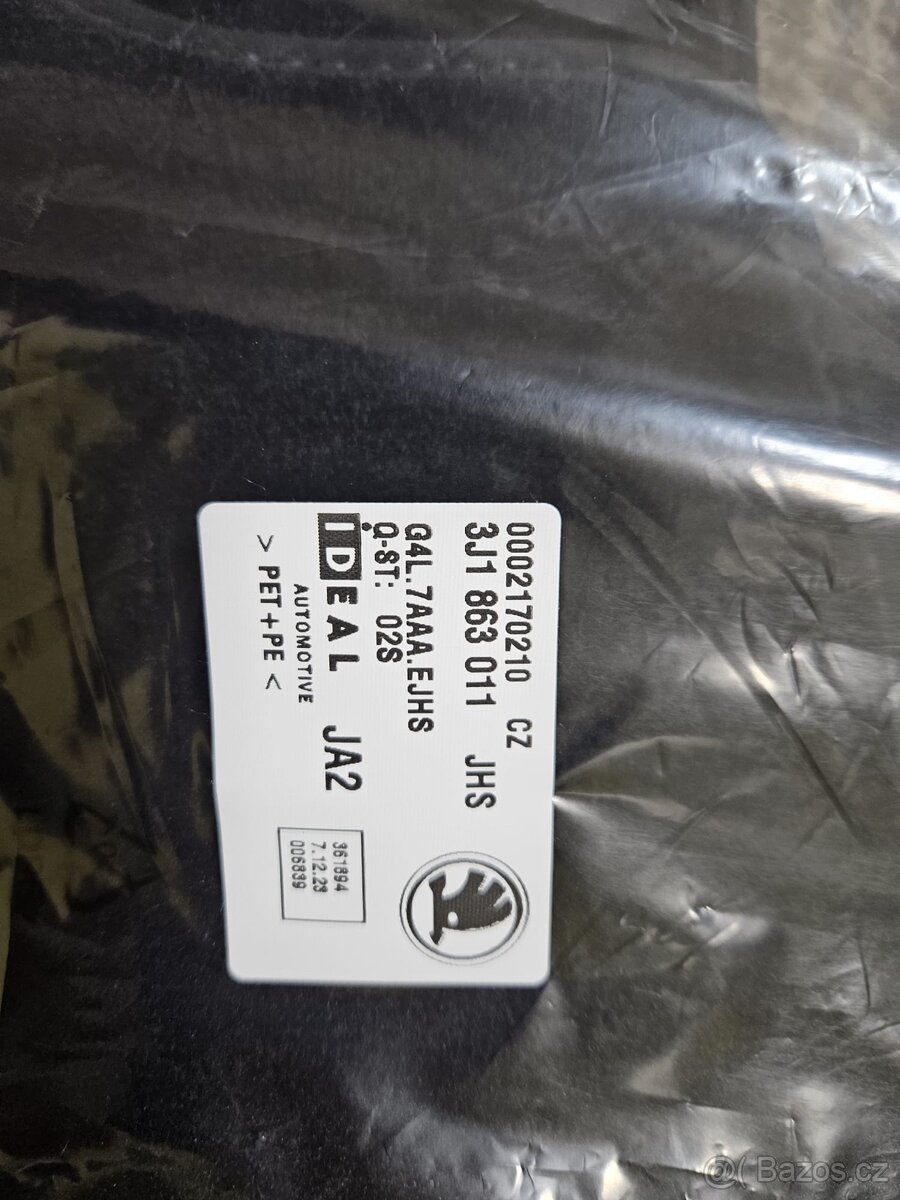 0002170210 CZ
3J1 863 011 JHS
G4L.7AAA.EJHS
Q-ST: 02S
IDEAL JA2
AUTOMOTIVE
> PET+PE <
361894
7.12.23
006839
@( Bazos.cz